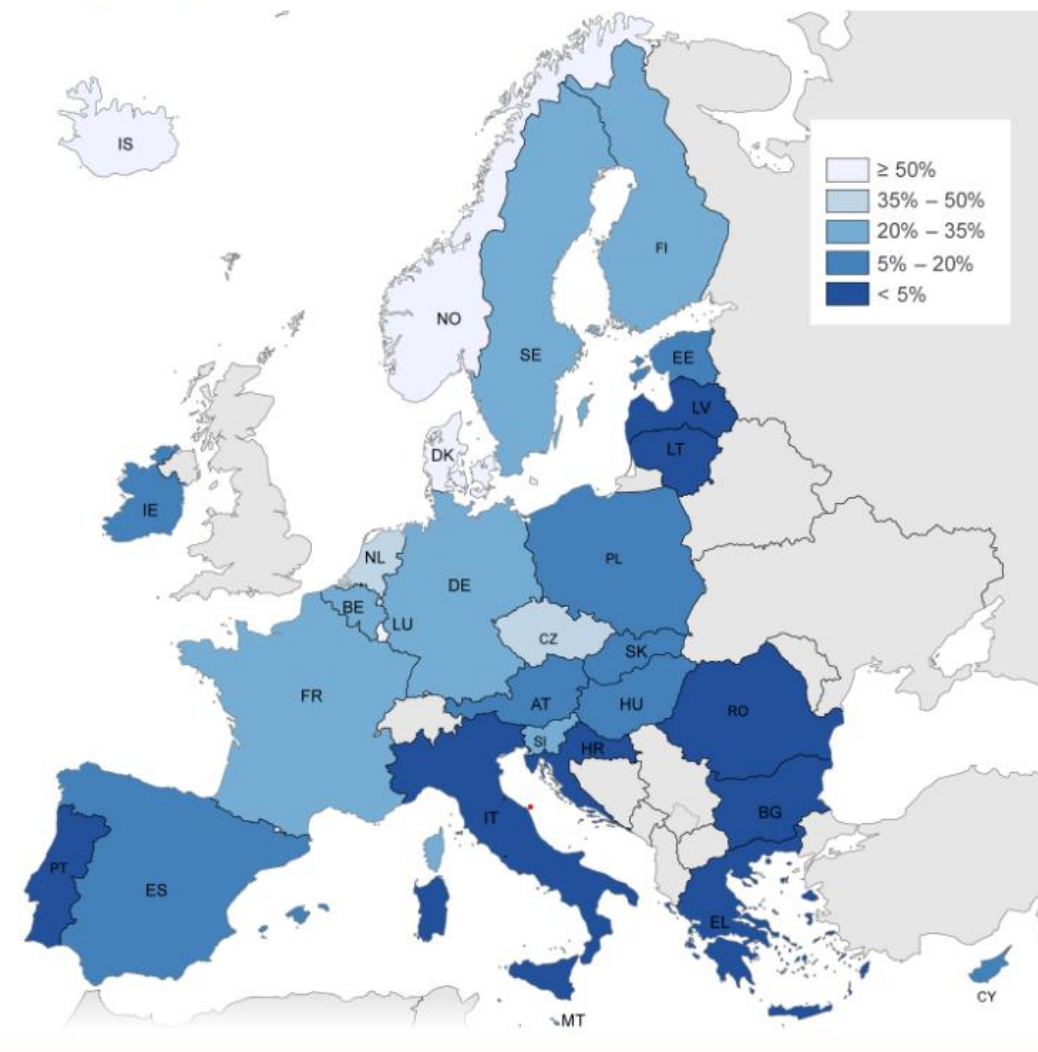 IS
≥ 50%
35% – 50%
20% – 35%
5% – 20%
< 5%
FI
NO
SE
EE
LV
LT
DK
IE
NL
PL
DE
BE
LU
CZ
SK
FR
AT
HU
RO
SI
HR
BG
IT
PT
ES
EL
CY
MT